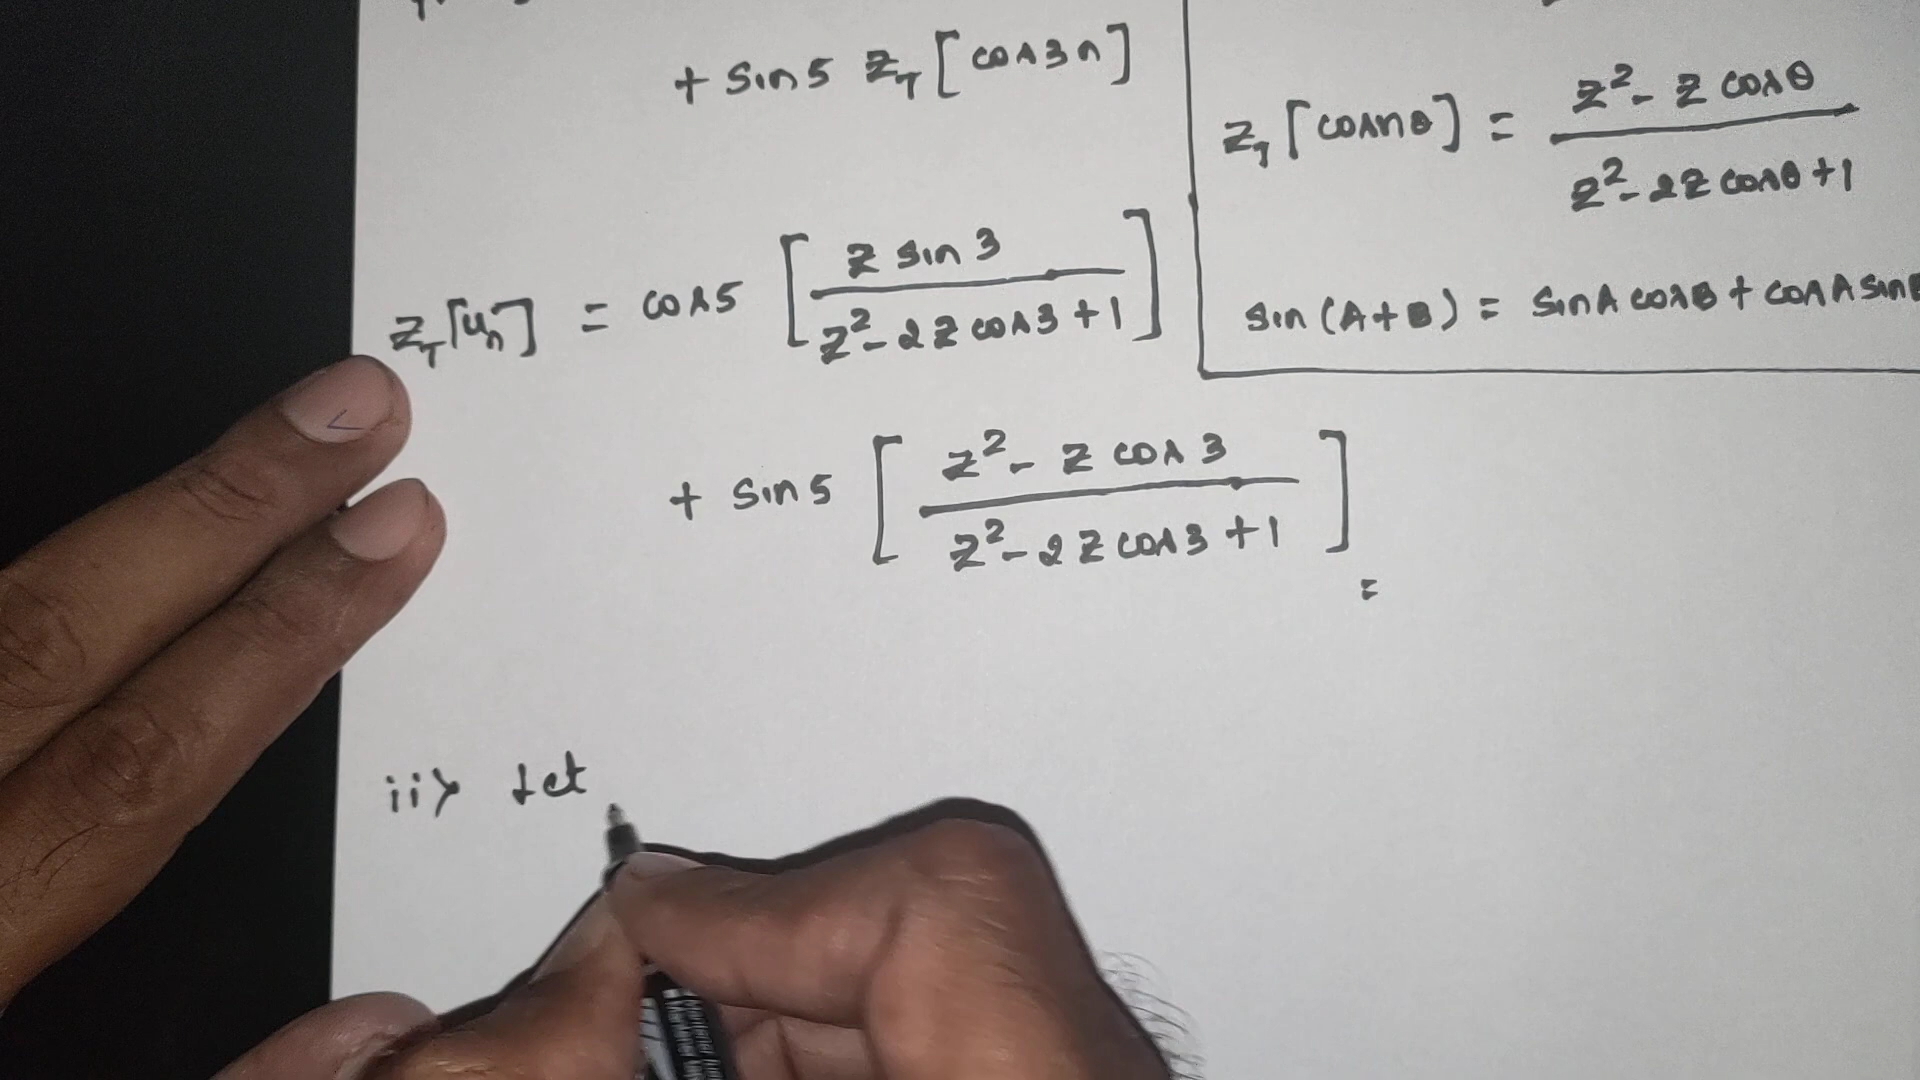 + sin5 Z_T [cos3n]
Z_T [u_n] = cos5 [ z sin3 / z² - 2z cos3 + 1 ]
+ sin5 [ z² - z cos3 / z² - 2z cos3 + 1 ] =
Z_T [cosnθ] = z² - z cosθ / z² - 2z cosθ + 1
sin(A+B) = sinA cosB + cosA sinB
ii> Let